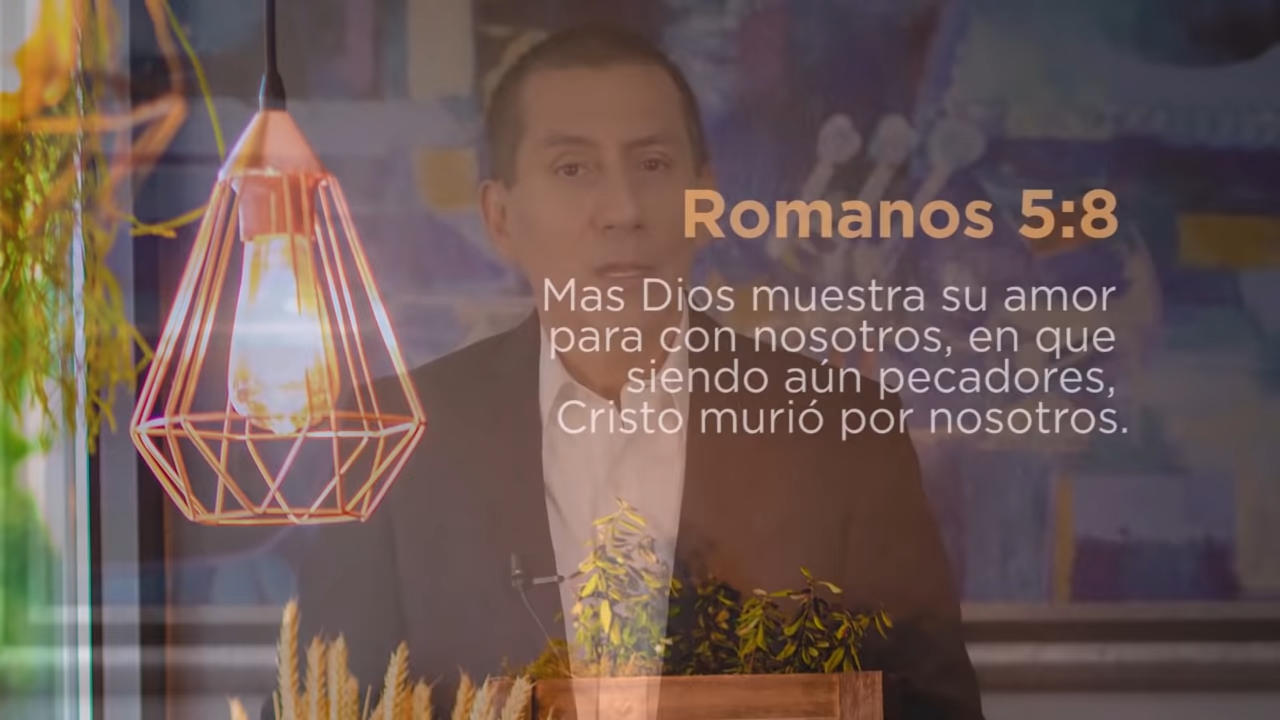 Romanos 5:8
Mas Dios muestra su amor
para con nosotros, en que
siendo aún pecadores,
Cristo murió por nosotros.